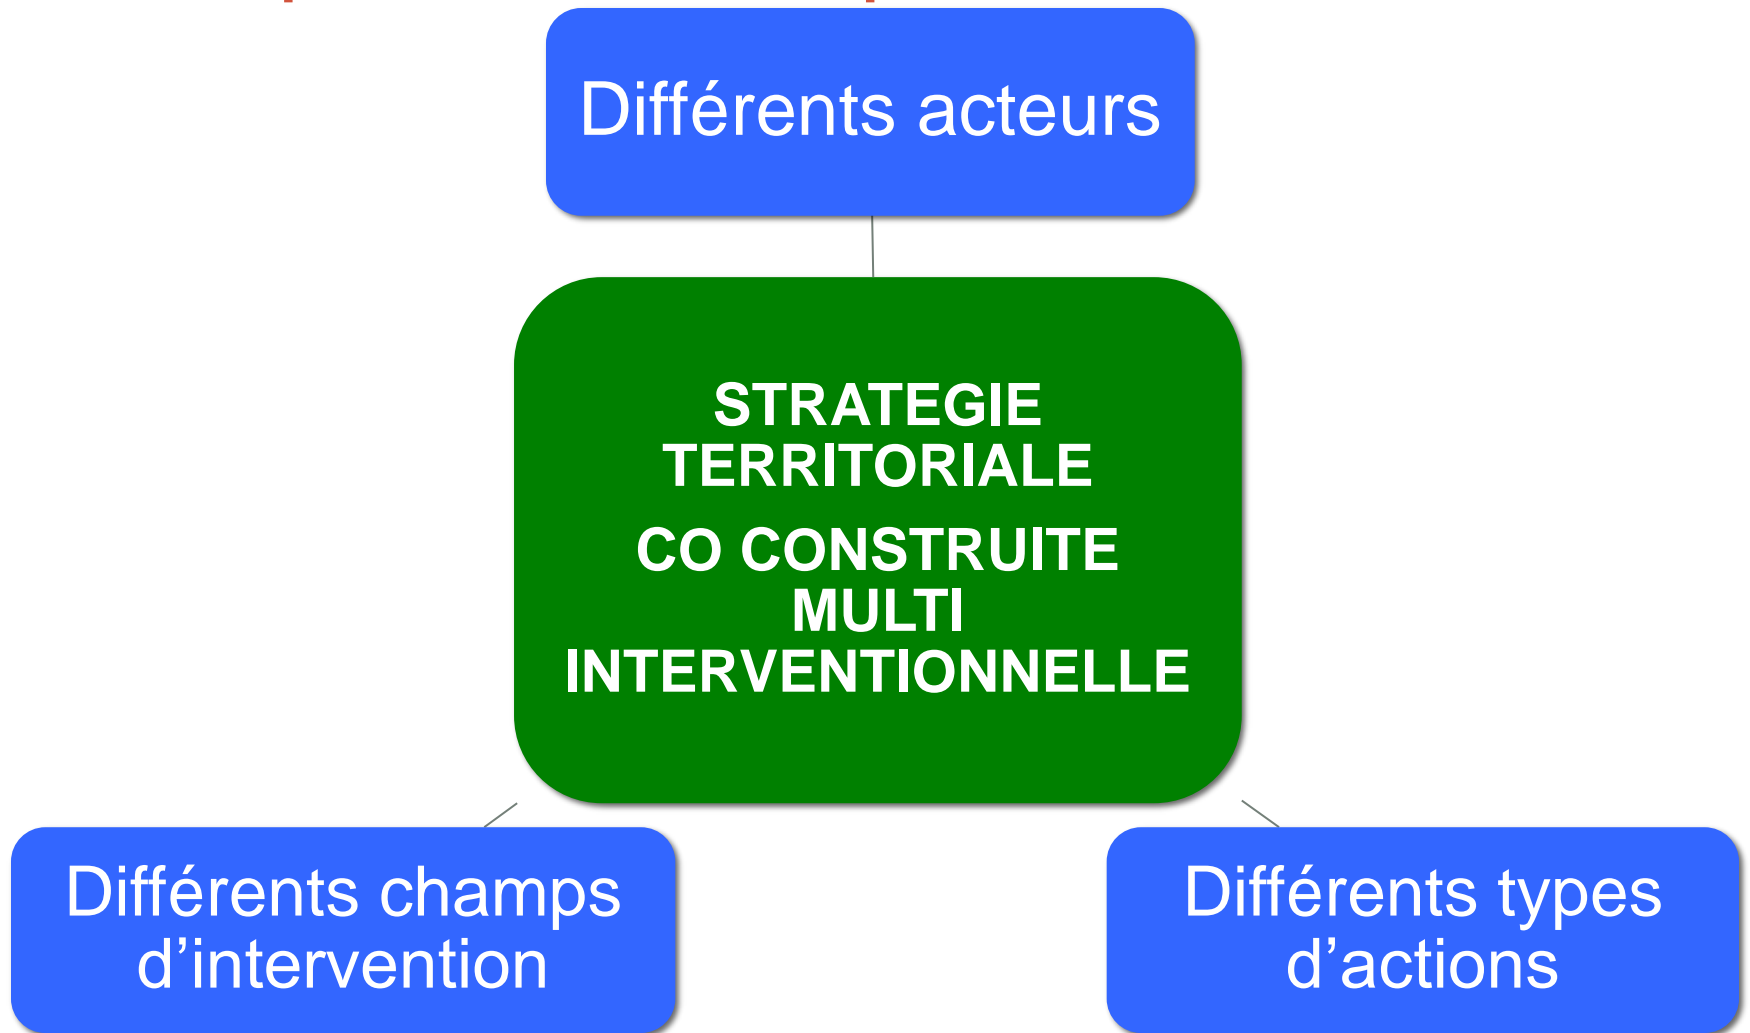 Différents acteurs
STRATEGIE
TERRITORIALE
CO CONSTRUITE
MULTI
INTERVENTIONNELLE
Différents champs
d’intervention
Différents types
d’actions